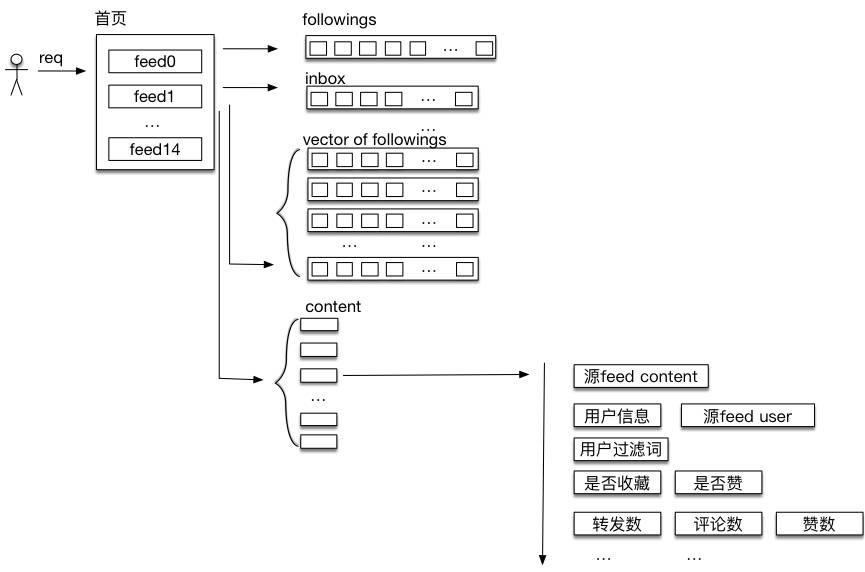 首页
req
feed0
feed1
...
feed14
followings
...
inbox
...
...
vector of followings
...
...
...
... ...
...
content
...
源feed content
用户信息 源feed user
用户过滤词
是否收藏 是否赞
转发数 评论数 赞数
... ...